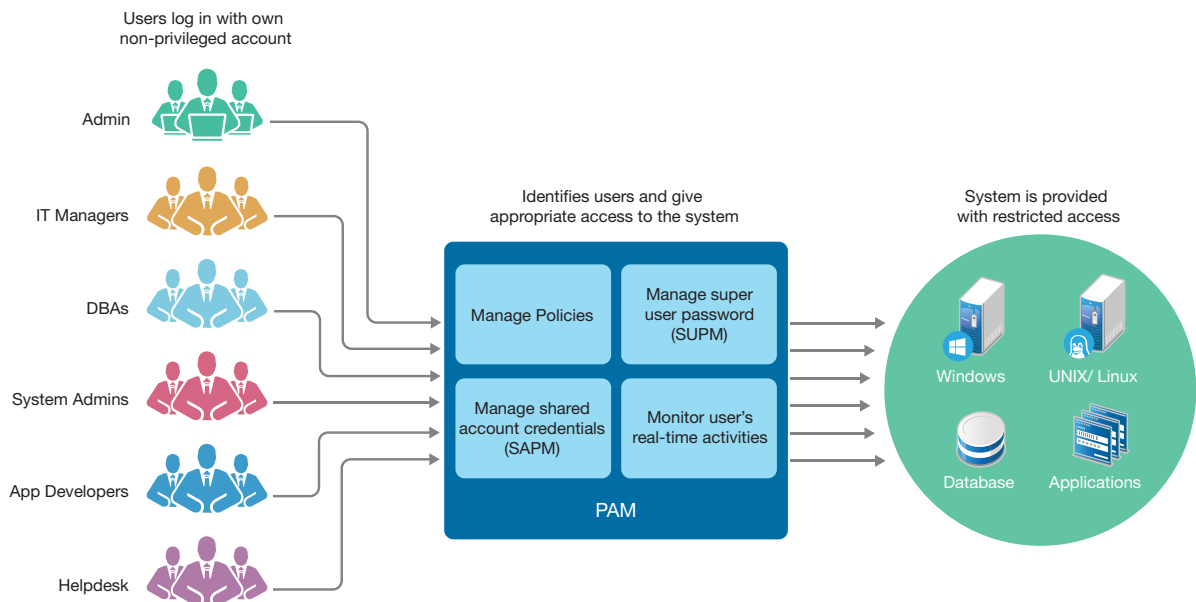 Users log in with own
non-privileged account
Admin
IT Managers
DBAs
System Admins
App Developers
Helpdesk
Identifies users and give
appropriate access to the system
Manage Policies
Manage super
user password
(SUPM)
Manage shared
account credentials
(SAPM)
Monitor user's
real-time activities
PAM
System is provided
with restricted access
Windows
UNIX/ Linux
Database
Applications